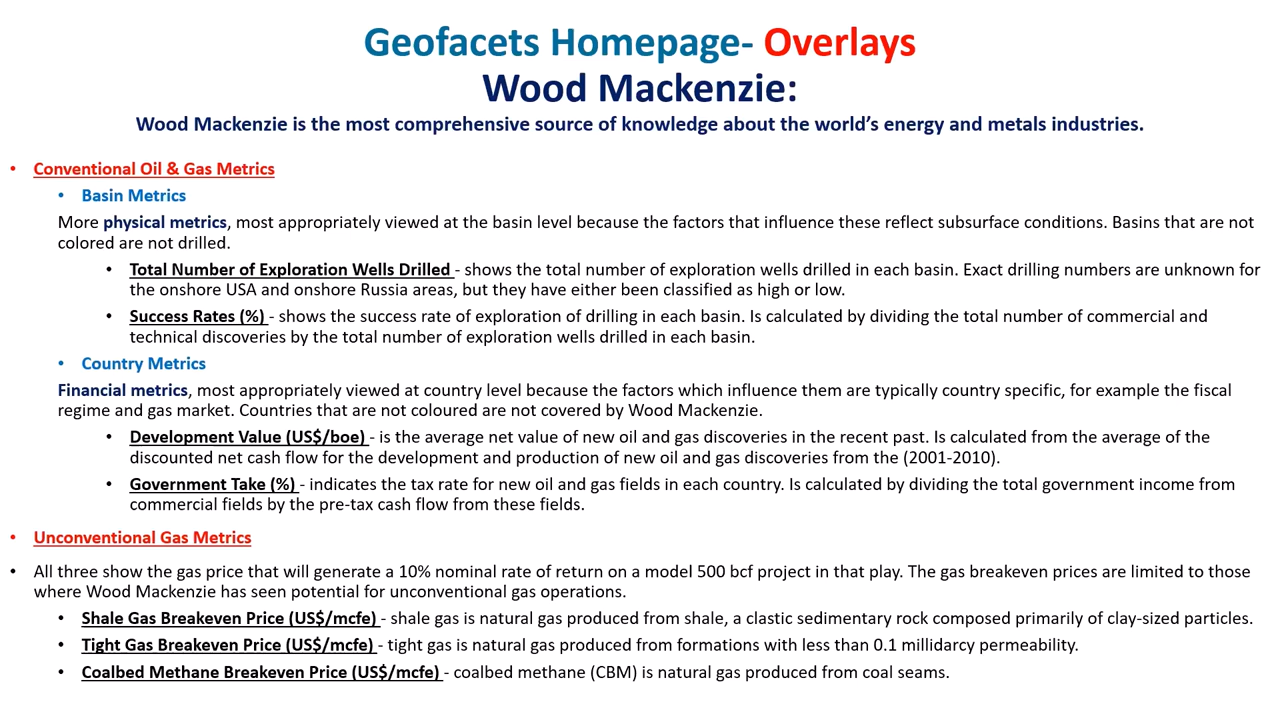 Geofacets Homepage- Overlays
Wood Mackenzie:
Wood Mackenzie is the most comprehensive source of knowledge about the world’s energy and metals industries.
• Conventional Oil & Gas Metrics
• Basin Metrics
More physical metrics, most appropriately viewed at the basin level because the factors that influence these reflect subsurface conditions. Basins that are not
colored are not drilled.
• Total Number of Exploration Wells Drilled - shows the total number of exploration wells drilled in each basin. Exact drilling numbers are unknown for
the onshore USA and onshore Russia areas, but they have either been classified as high or low.
• Success Rates (%) - shows the success rate of exploration of drilling in each basin. Is calculated by dividing the total number of commercial and
technical discoveries by the total number of exploration wells drilled in each basin.
• Country Metrics
Financial metrics, most appropriately viewed at country level because the factors which influence them are typically country specific, for example the fiscal
regime and gas market. Countries that are not coloured are not covered by Wood Mackenzie.
• Development Value (US$/boe) - is the average net value of new oil and gas discoveries in the recent past. Is calculated from the average of the
discounted net cash flow for the development and production of new oil and gas discoveries from the (2001-2010).
• Government Take (%) - indicates the tax rate for new oil and gas fields in each country. Is calculated by dividing the total government income from
commercial fields by the pre-tax cash flow from these fields.
• Unconventional Gas Metrics
• All three show the gas price that will generate a 10% nominal rate of return on a model 500 bcf project in that play. The gas breakeven prices are limited to those
where Wood Mackenzie has seen potential for unconventional gas operations.
• Shale Gas Breakeven Price (US$/mcfe) - shale gas is natural gas produced from shale, a clastic sedimentary rock composed primarily of clay-sized particles.
• Tight Gas Breakeven Price (US$/mcfe) - tight gas is natural gas produced from formations with less than 0.1 millidarcy permeability.
• Coalbed Methane Breakeven Price (US$/mcfe) - coalbed methane (CBM) is natural gas produced from coal seams.